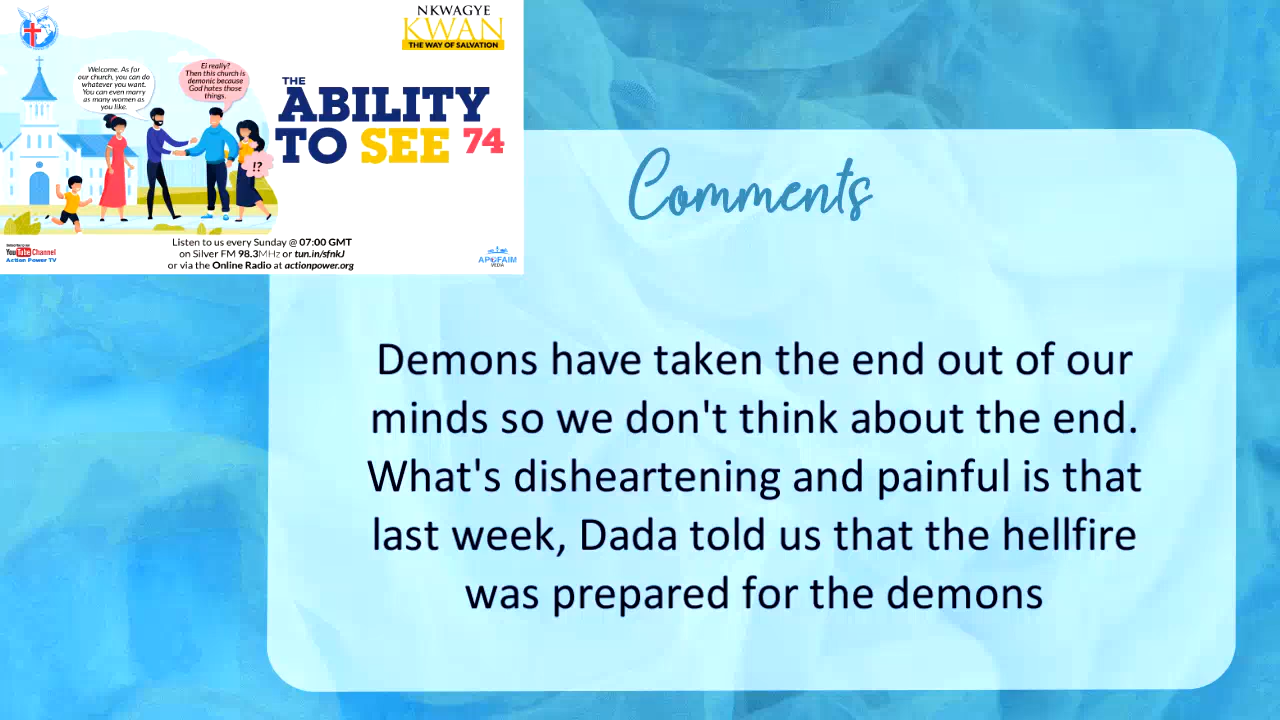 NKWAGYE
KWAN
THE WAY OF SALVATION
Welcome. As for
our church, you can do
whatever you want.
You can even marry
as many women as
you like.
Ei really?
Then this church is
demonic because
God hates those
things.
!?
THE
ABILITY
TO SEE 74
Listen to us every Sunday @ 07:00 GMT
on Silver FM 98.3MHz or tun.in/sfnkJ
or via the Online Radio at actionpower.org
YouTube Channel
Action Power TV
APOFAIM
MEDIA
Comments
Demons have taken the end out of our
minds so we don't think about the end.
What's disheartening and painful is that
last week, Dada told us that the hellfire
was prepared for the demons